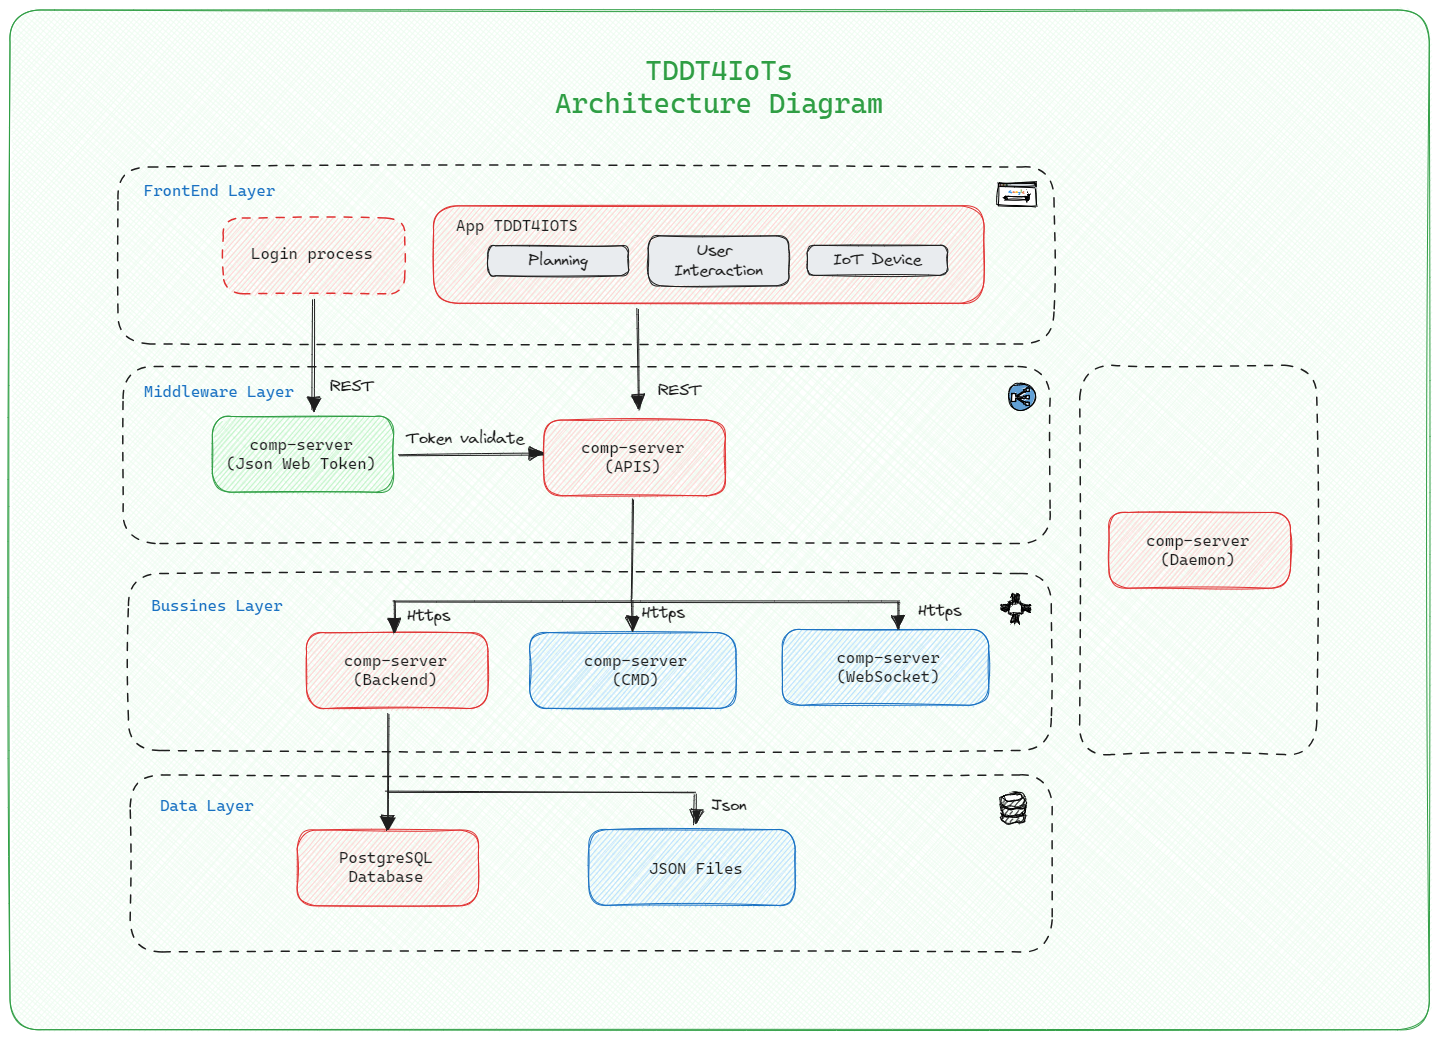 TDDT4IoTs
Architecture Diagram
FrontEnd Layer
Login process
App TDDT4IOTS
Planning
User
Interaction
IoT Device
REST
REST
Middleware Layer
comp-server
(Json Web Token)
Token validate
comp-server
(APIS)
comp-server
(Daemon)
Bussines Layer
Https
Https
Https
comp-server
(Backend)
comp-server
(CMD)
comp-server
(WebSocket)
Data Layer
Json
PostgreSQL
Database
JSON Files